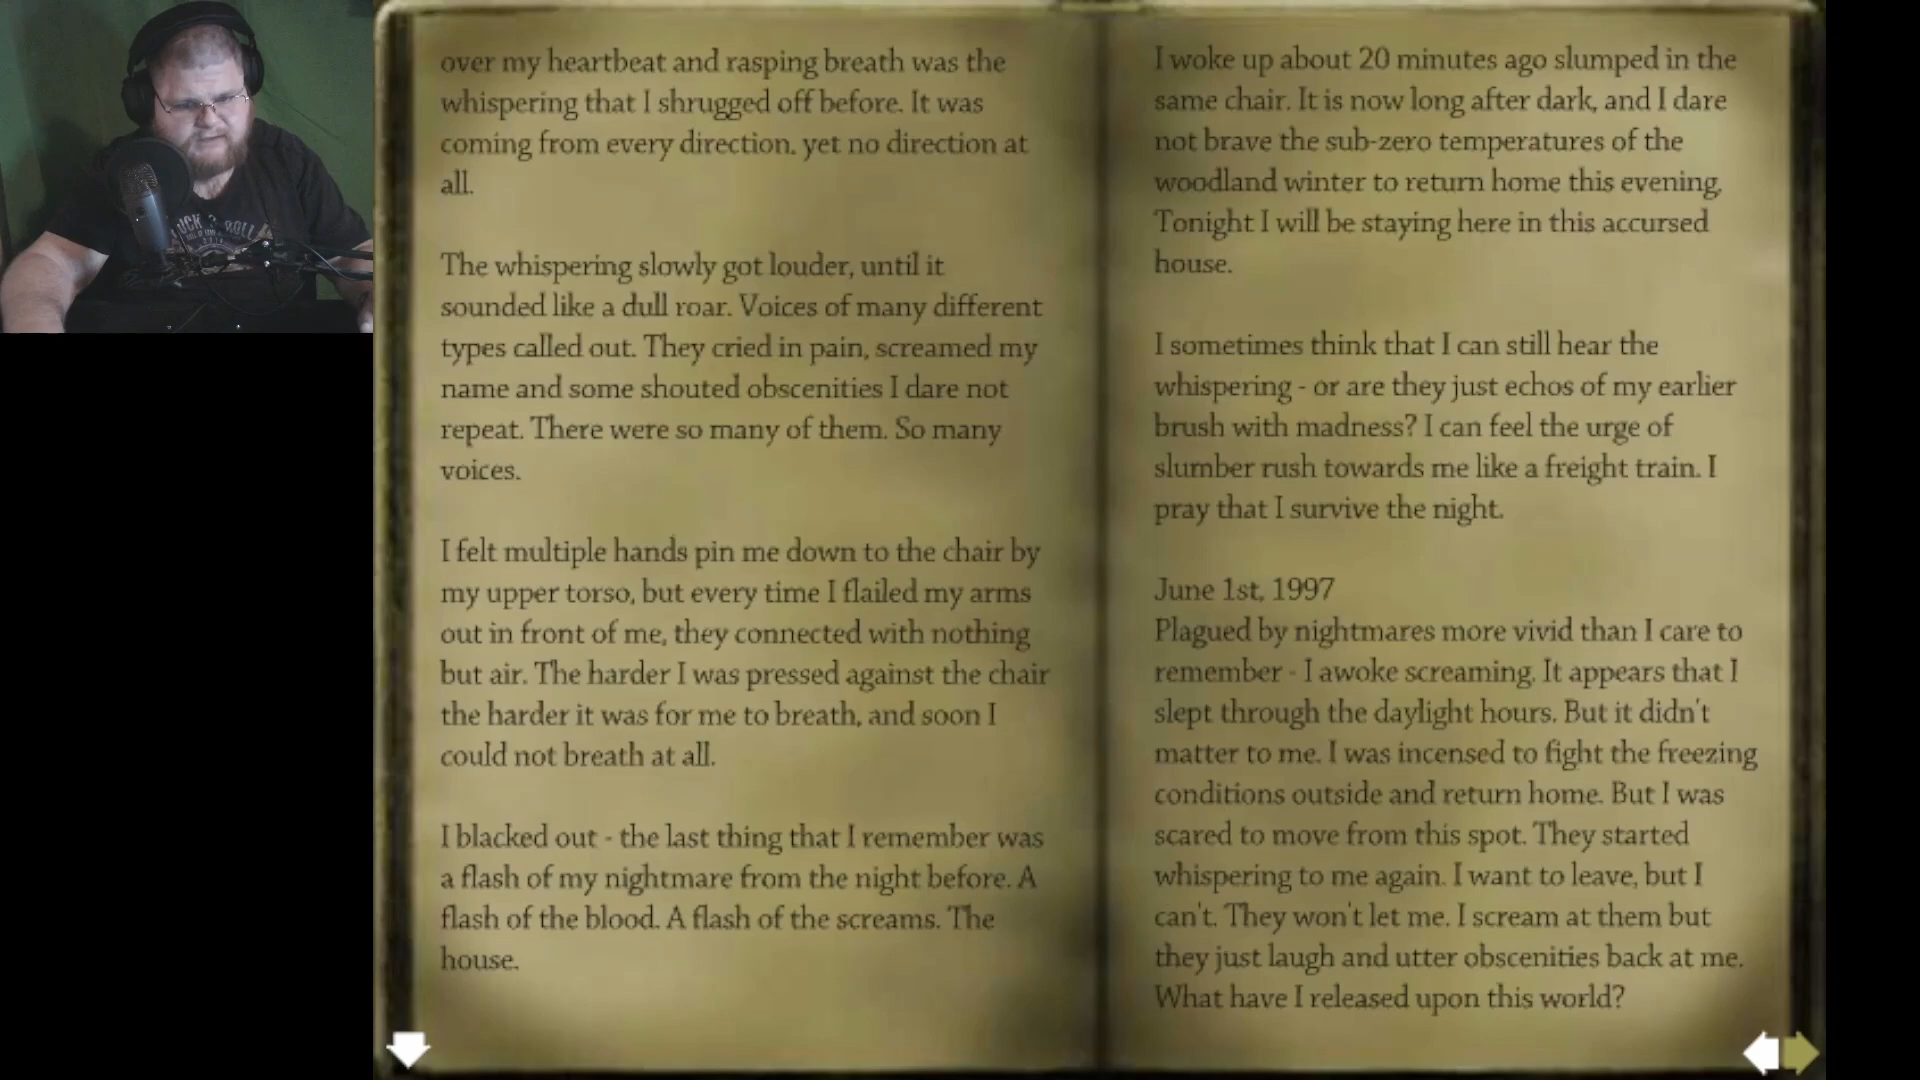 over my heartbeat and rasping breath was the
whispering that I shrugged off before. It was
coming from every direction. yet no direction at
all.
The whispering slowly got louder, until it
sounded like a dull roar. Voices of many different
types called out. They cried in pain, screamed my
name and some shouted obscenities I dare not
repeat. There were so many of them. So many
voices.
I felt multiple hands pin me down to the chair by
my upper torso, but every time I flailed my arms
out in front of me, they connected with nothing
but air. The harder I was pressed against the chair
the harder it was for me to breath, and soon I
could not breath at all.
I blacked out - the last thing that I remember was
a flash of my nightmare from the night before. A
flash of the blood. A flash of the screams. The
house.
I woke up about 20 minutes ago slumped in the
same chair. It is now long after dark, and I dare
not brave the sub-zero temperatures of the
woodland winter to return home this evening.
Tonight I will be staying here in this accursed
house.
I sometimes think that I can still hear the
whispering - or are they just echos of my earlier
brush with madness? I can feel the urge of
slumber rush towards me like a freight train. I
pray that I survive the night.
June 1st, 1997
Plagued by nightmares more vivid than I care to
remember - I awoke screaming. It appears that I
slept through the daylight hours. But it didn't
matter to me. I was incensed to fight the freezing
conditions outside and return home. But I was
scared to move from this spot. They started
whispering to me again. I want to leave, but I
can't. They won't let me. I scream at them but
they just laugh and utter obscenities back at me.
What have I released upon this world?